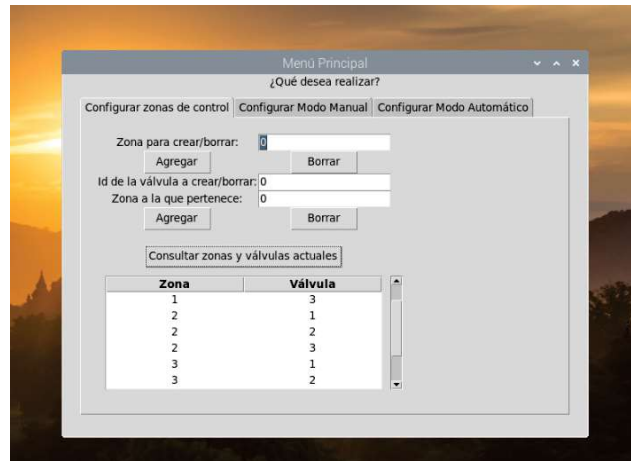 Menú Principal
¿Qué desea realizar?
Configurar zonas de control Configurar Modo Manual Configurar Modo Automático
Zona para crear/borrar: 0
Agregar Borrar
Id de la válvula a crear/borrar: 0
Zona a la que pertenece: 0
Agregar Borrar
Consultar zonas y válvulas actuales
Zona Válvula
1 3
2 1
2 2
2 3
3 1
3 2